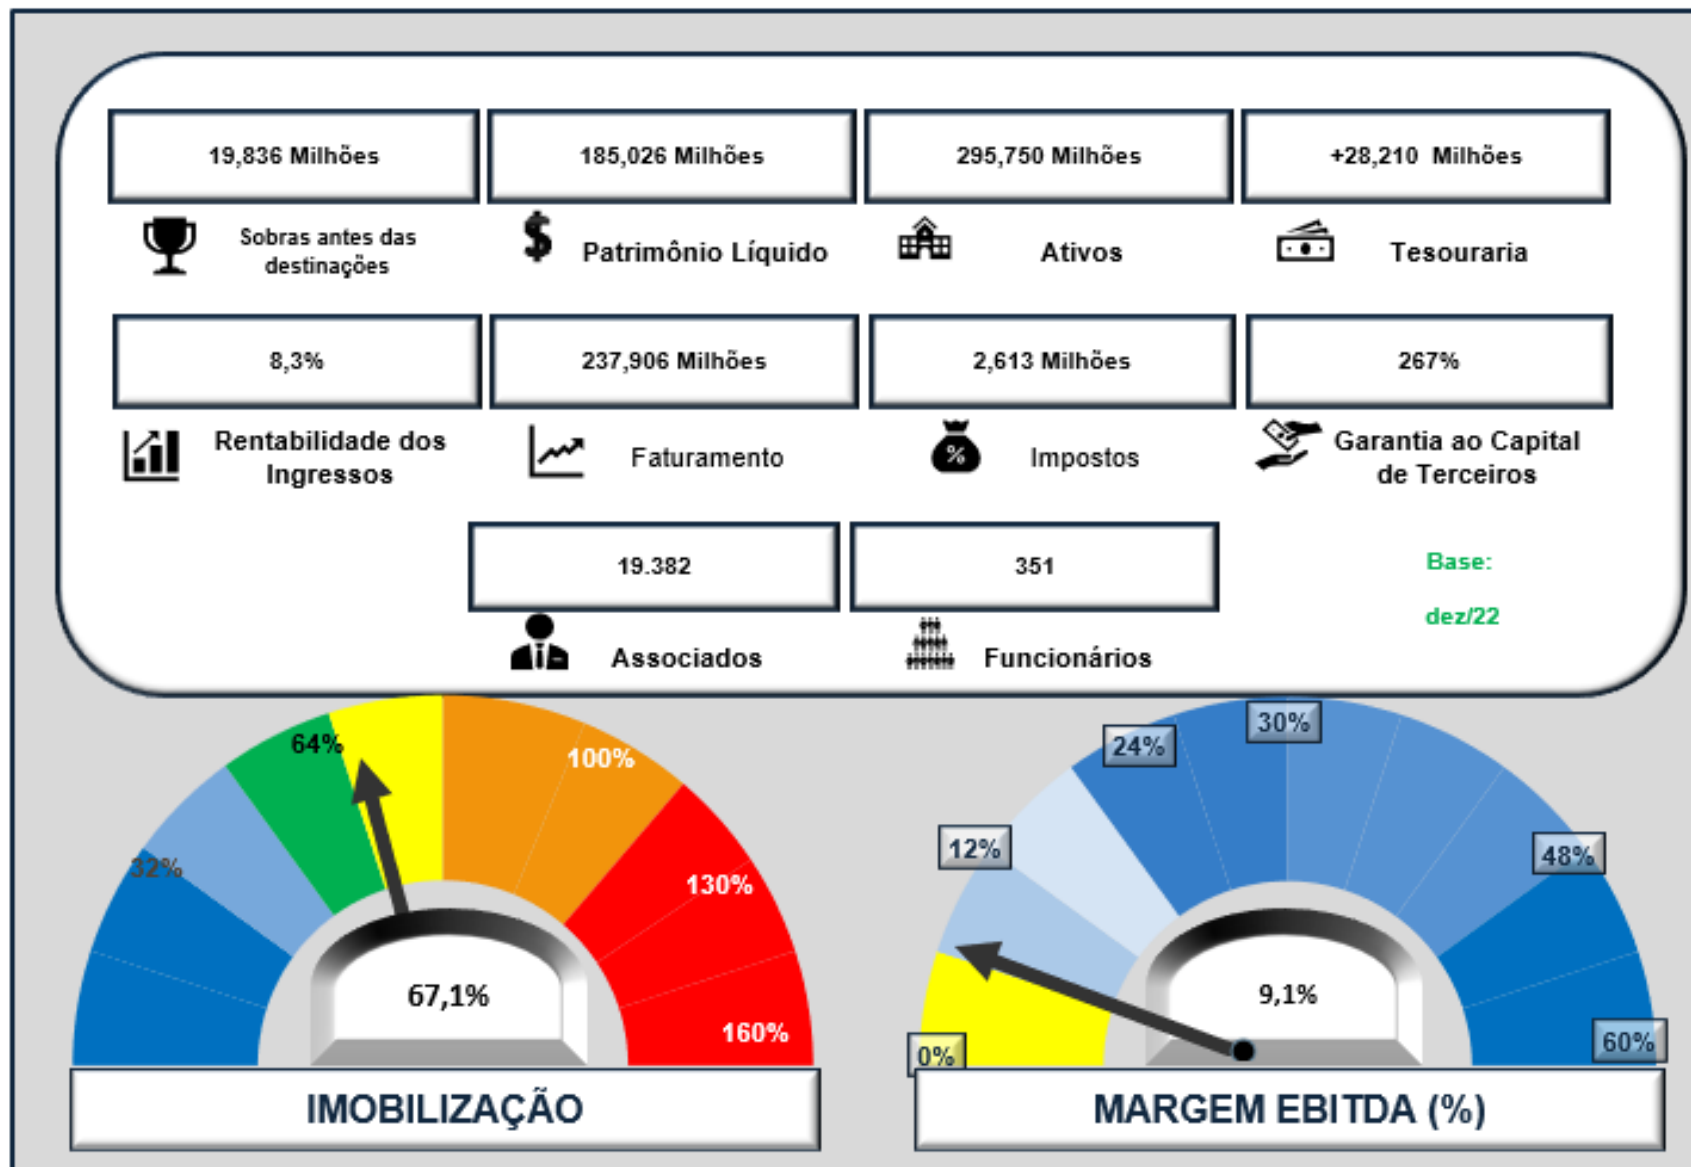 19,836 Milhões
185,026 Milhões
295,750 Milhões
+28,210 Milhões
Sobras antes das
destinações
$
Patrimônio Líquido
Ativos
Tesouraria
8,3%
237,906 Milhões
2,613 Milhões
267%
Rentabilidade dos
Ingressos
Faturamento
%
Impostos
Garantia ao Capital
de Terceiros
19.382
351
Base:
dez/22
Associados
Funcionários
32%
64%
100%
130%
160%
67,1%
IMOBILIZAÇÃO
0%
12%
24%
30%
48%
60%
9,1%
MARGEM EBITDA (%)